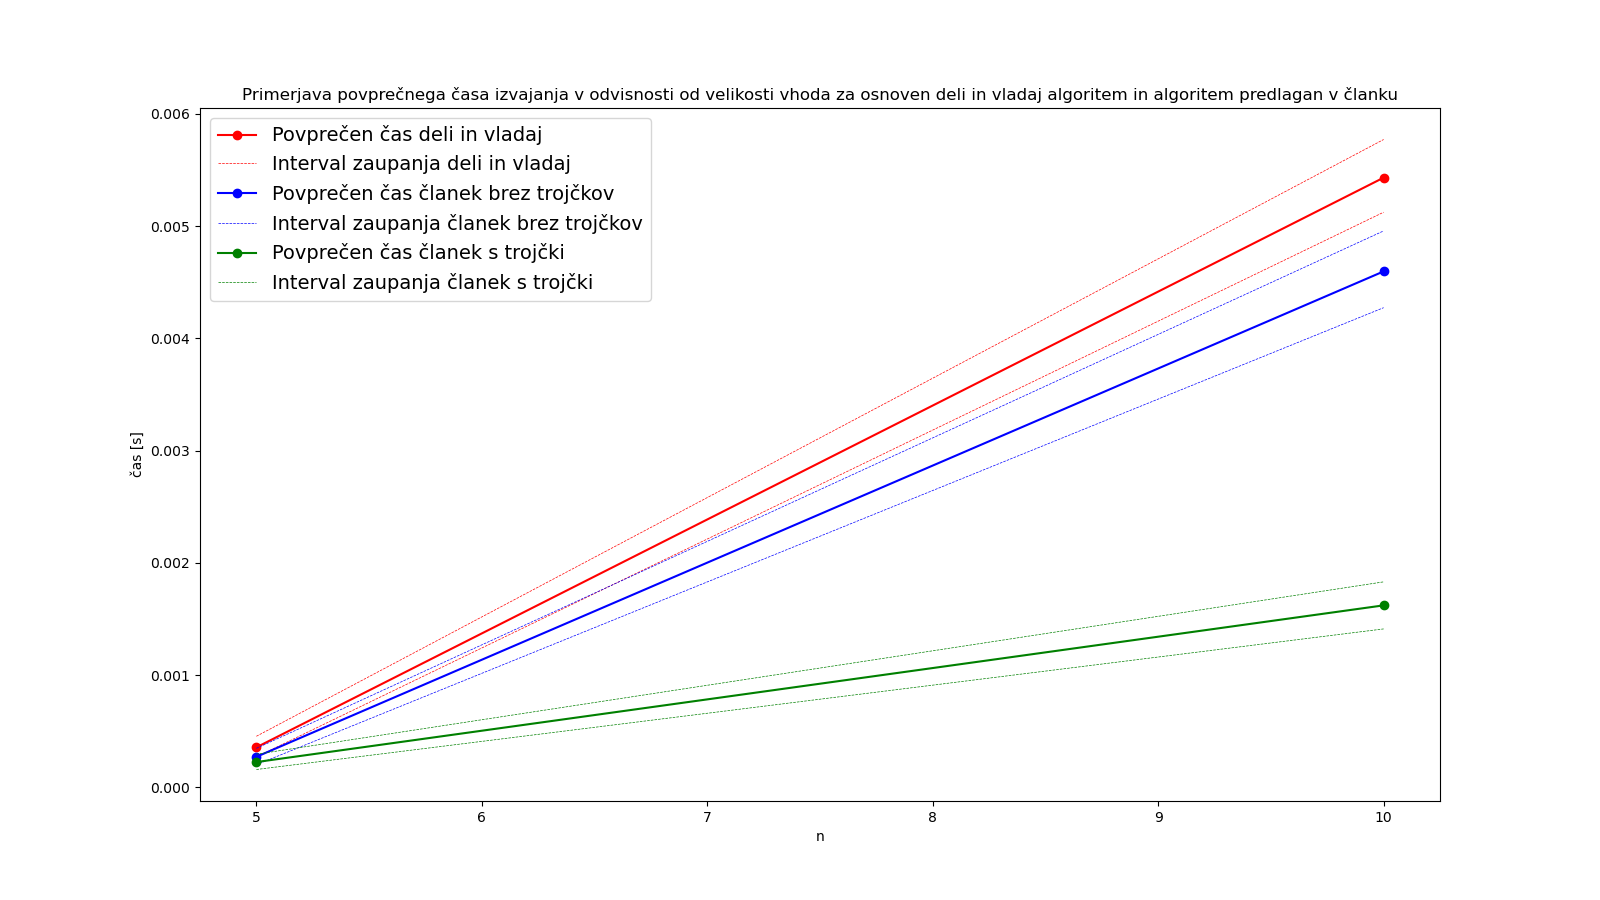 Primerjava povprečnega časa izvajanja v odvisnosti od velikosti vhoda za osnoven deli in vladaj algoritem in algoritem predlagan v članku
Povprečen čas deli in vladaj
Interval zaupanja deli in vladaj
Povprečen čas članek brez trojčkov
Interval zaupanja članek brez trojčkov
Povprečen čas članek s trojčki
Interval zaupanja članek s trojčki
0.006
0.005
0.004
0.003
0.002
0.001
0.000
čas [s]
5 6 7 8 9 10
n